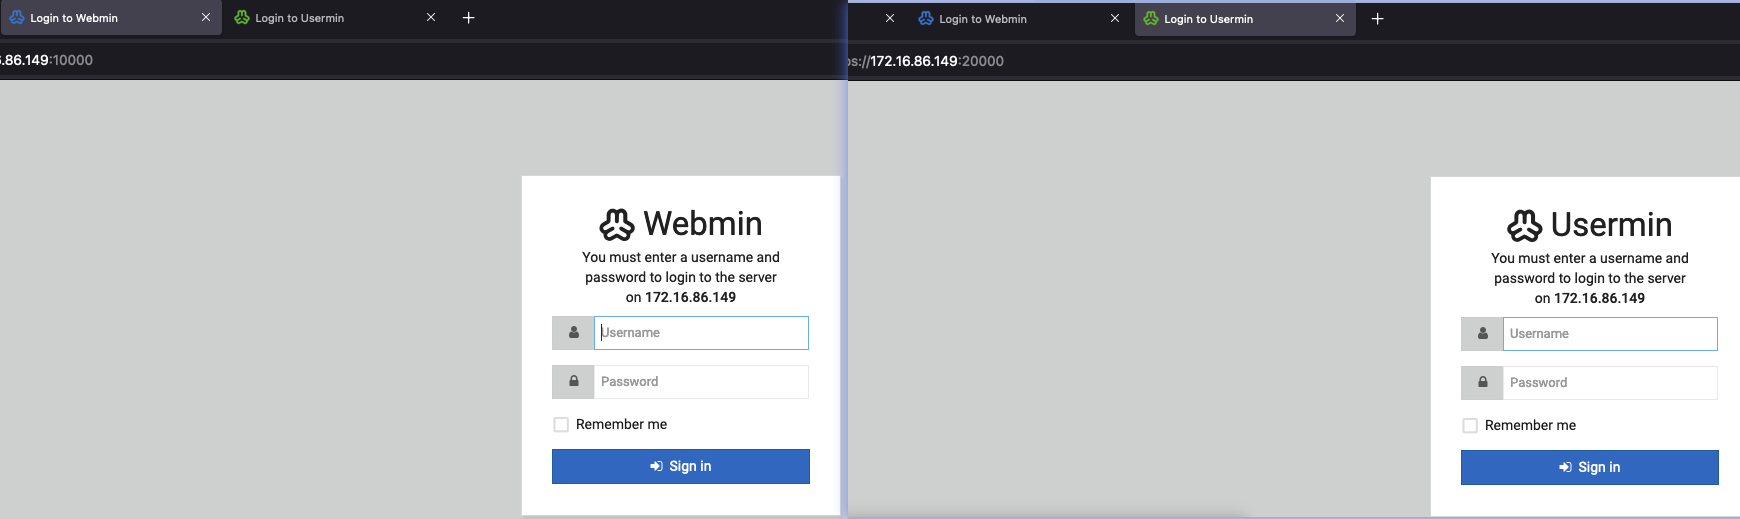 Login to Webmin
Login to Usermin
.86.149:10000
Webmin
You must enter a username and
password to login to the server
on 172.16.86.149
Username
Password
Remember me
Sign in
Login to Webmin
Login to Usermin
ps://172.16.86.149:20000
Usermin
You must enter a username and
password to login to the server
on 172.16.86.149
Username
Password
Remember me
Sign in